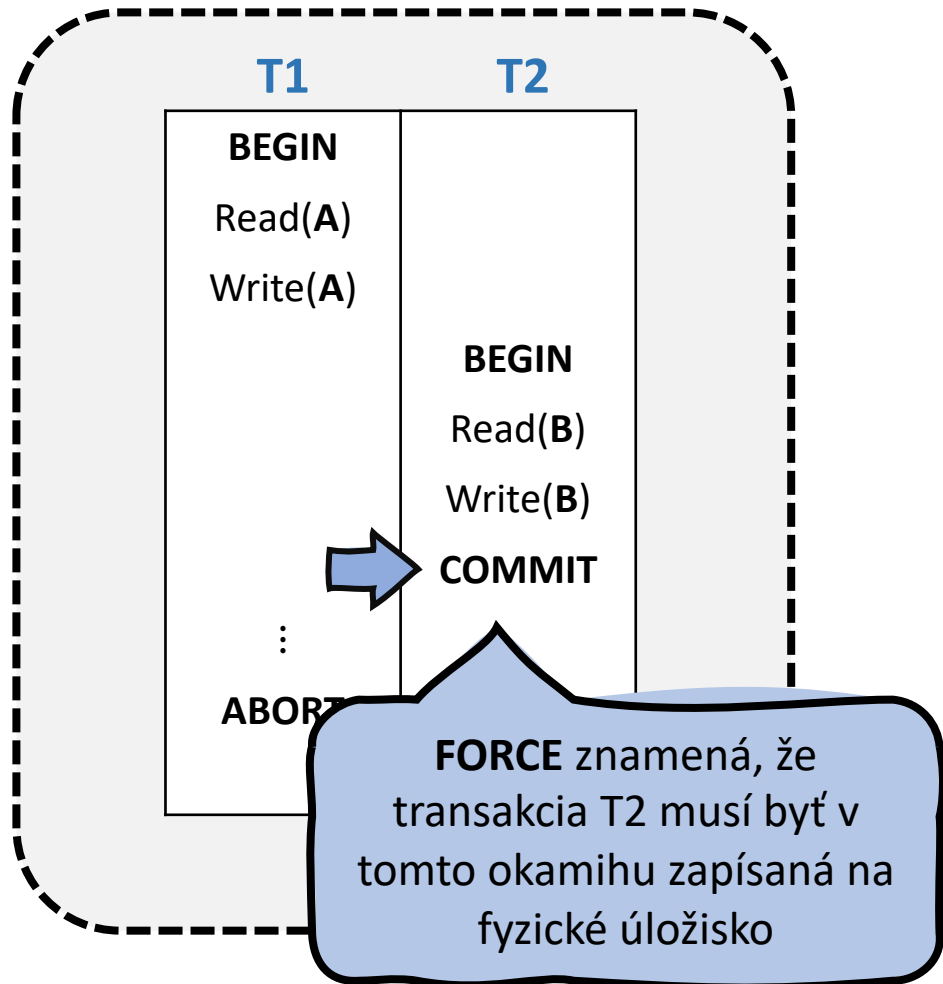 T1 T2
BEGIN
Read(A)
Write(A)
BEGIN
Read(B)
Write(B)
COMMIT
⋮
ABORT
FORCE znamená, že
transakcia T2 musí byť v
tomto okamihu zapísaná na
fyzické úložisko